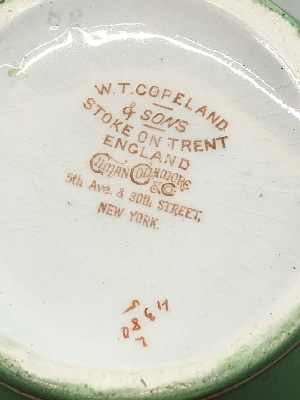 W.T. COPELAND
& SONS
STOKE ON TRENT
ENGLAND
GILMAN COLLAMORE
& Co
5th Ave. & 30th STREET,
NEW YORK.